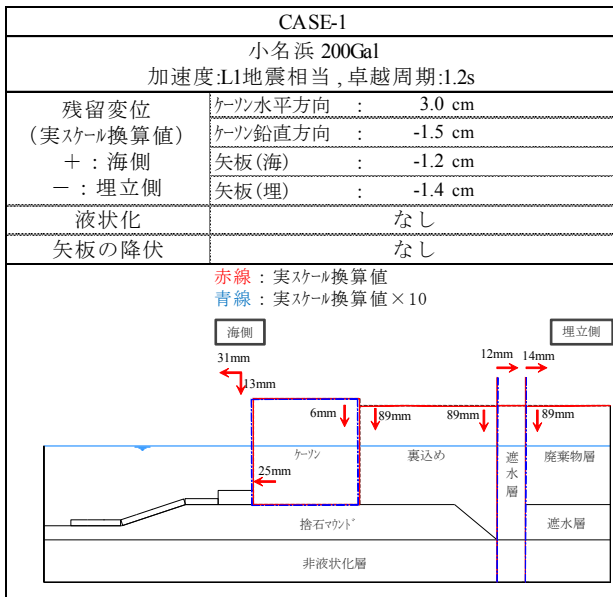 CASE-1
小名浜 200Gal
加速度:L1地震相当 , 卓越周期:1.2s
残留変位
(実スケール換算値)
＋：海側
－：埋立側
ケーソン水平方向 : 3.0 cm
ケーソン鉛直方向 : -1.5 cm
矢板(海) : -1.2 cm
矢板(埋) : -1.4 cm
液状化 なし
矢板の降伏 なし
赤線：実スケール換算値
青線：実スケール換算値×10
海側 埋立側
31mm 12mm 14mm
13mm
6mm 89mm 89mm 89mm
ケーソン 裏込め 遮水層 廃棄物層
25mm
捨石マウンド 遮水層
非液状化層